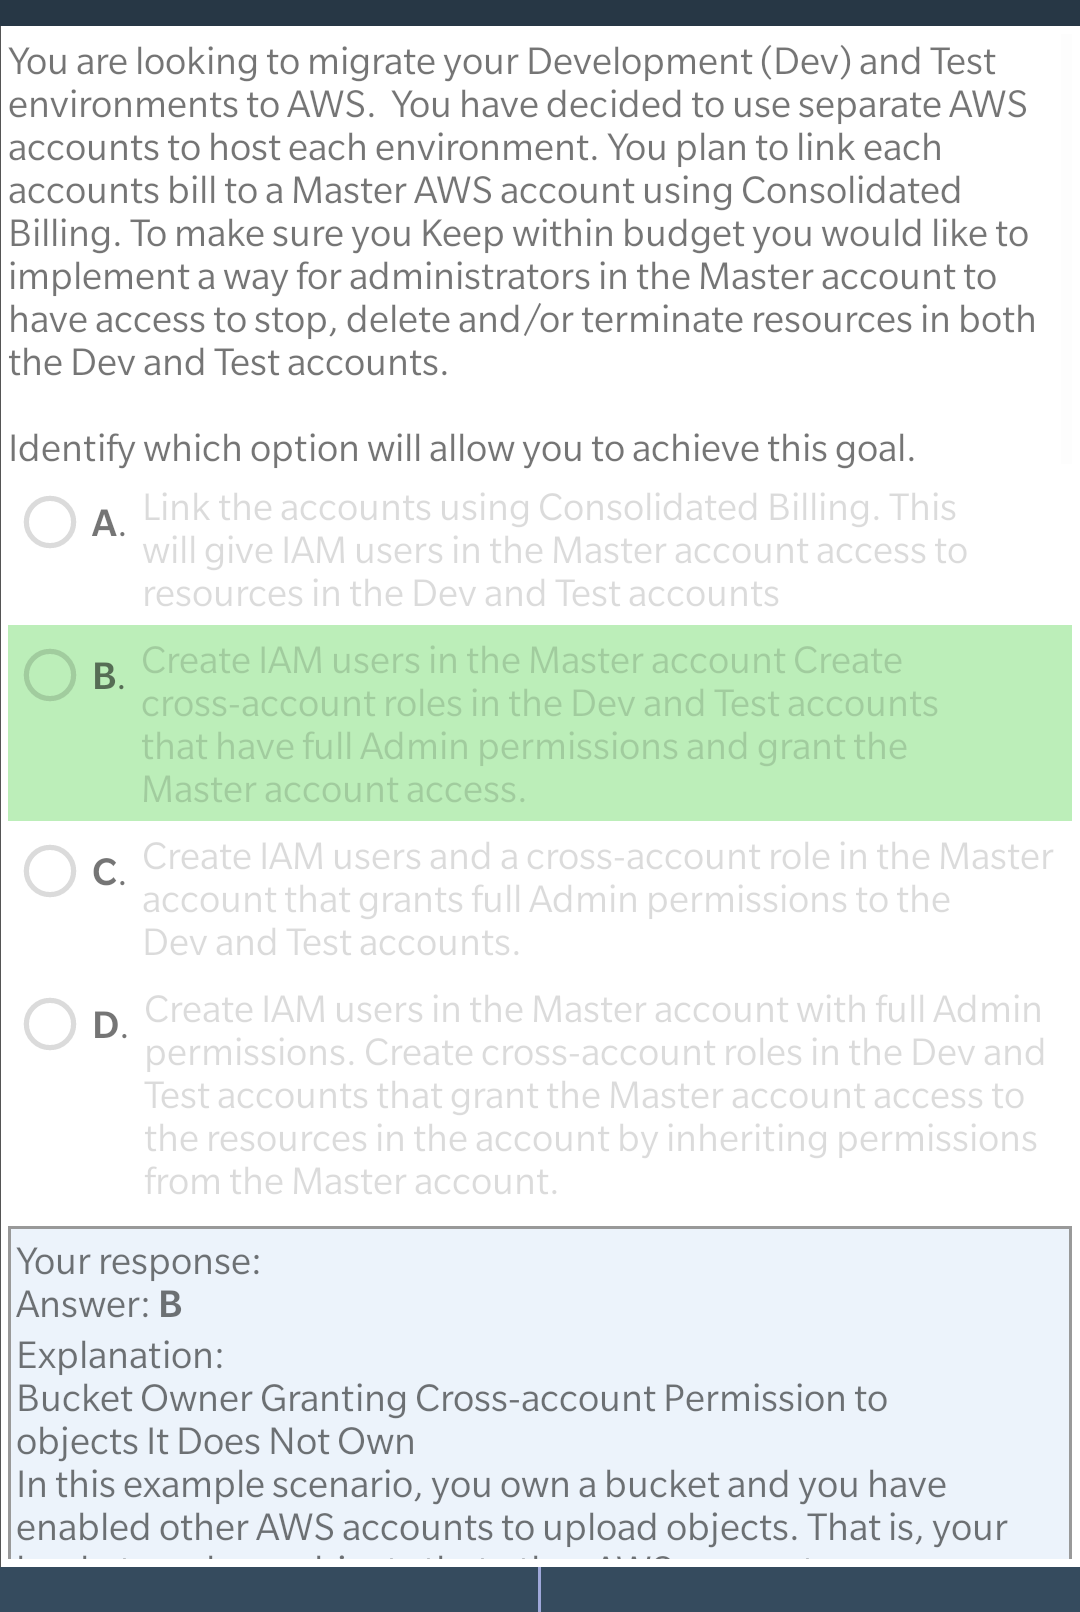 You are looking to migrate your Development (Dev) and Test
environments to AWS.  You have decided to use separate AWS
accounts to host each environment. You plan to link each
accounts bill to a Master AWS account using Consolidated
Billing. To make sure you Keep within budget you would like to
implement a way for administrators in the Master account to
have access to stop, delete and/or terminate resources in both
the Dev and Test accounts.
Identify which option will allow you to achieve this goal.
A. Link the accounts using Consolidated Billing. This
will give IAM users in the Master account access to
resources in the Dev and Test accounts
B. Create IAM users in the Master account Create
cross-account roles in the Dev and Test accounts
that have full Admin permissions and grant the
Master account access.
C. Create IAM users and a cross-account role in the Master
account that grants full Admin permissions to the
Dev and Test accounts.
D. Create IAM users in the Master account with full Admin
permissions. Create cross-account roles in the Dev and
Test accounts that grant the Master account access to
the resources in the account by inheriting permissions
from the Master account.
Your response:
Answer: B
Explanation:
Bucket Owner Granting Cross-account Permission to
objects It Does Not Own
In this example scenario, you own a bucket and you have
enabled other AWS accounts to upload objects. That is, your